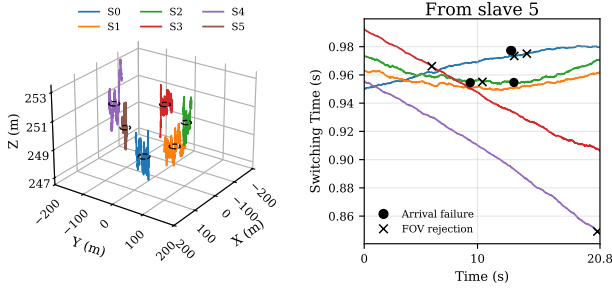 S0 S2 S4
S1 S3 S5
253
251
249
247
Z (m)
−200
−100
0
100
200
Y (m)
−200
−100
0
100
200
X (m)
From slave 5
0.98
0.96
0.94
0.92
0.90
0.88
0.86
Switching Time (s)
Arrival failure
FOV rejection
0 10 20.8
Time (s)